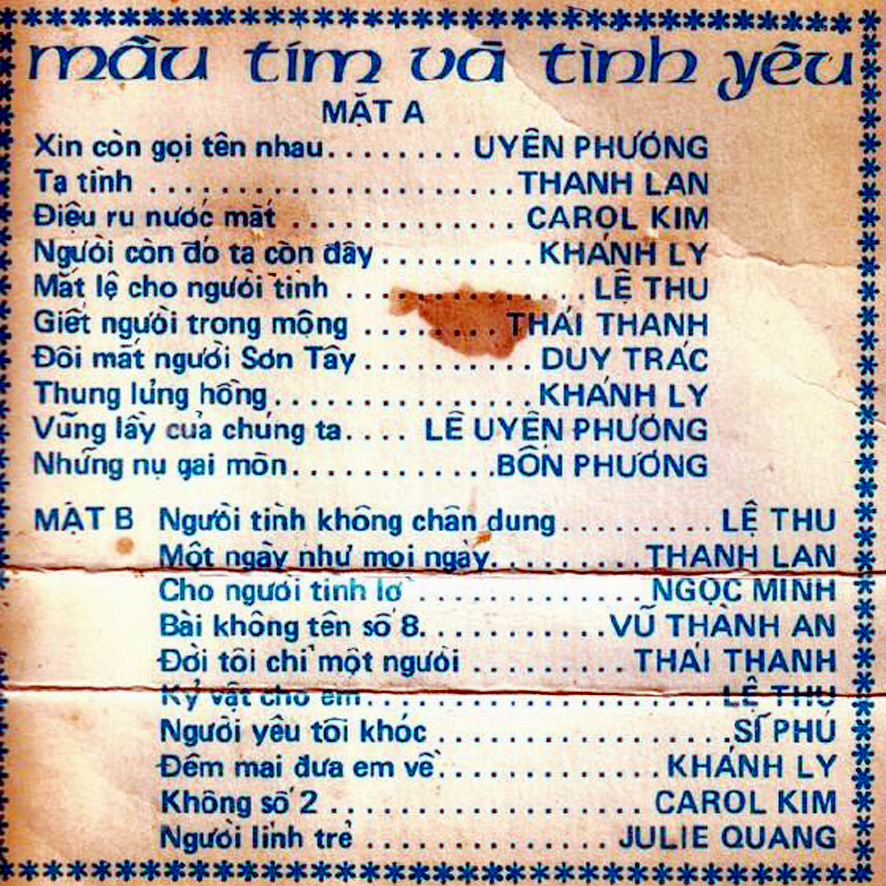 mầu tím và tình yêu
MẶT A
Xin còn gọi tên nhau........ UYÊN PHƯƠNG
Tạ tình ....................THANH LAN
Điệu ru nước mắt ............. CAROL KIM
Người còn đó ta còn đây.........KHÁNH LY
Mắt lệ cho người tình .............LỆ THU
Giết người trong mộng ........THÁI THANH
Đôi mắt người Sơn Tây.......... DUY TRÁC
Thung lũng hồng...............KHÁNH LY
Vũng lầy của chúng ta.... LÊ UYÊN PHƯƠNG
Những nụ gai mòn............BỐN PHƯƠNG
MẶT B Người tình không chân dung......... LỆ THU
Một ngày như mọi ngày.........THANH LAN
Cho người tình lỡ .............NGỌC MINH
Bài không tên số 8..........VŨ THÀNH AN
Đời tôi chỉ một người ......... THÁI THANH
Kỷ vật cho em....................LỆ THU
Người yêu tôi khóc ................SĨ PHÚ
Đêm mai đưa em về............KHÁNH LY
Không số 2 ................. CAROL KIM
Người lính trẻ ..............JULIE QUANG